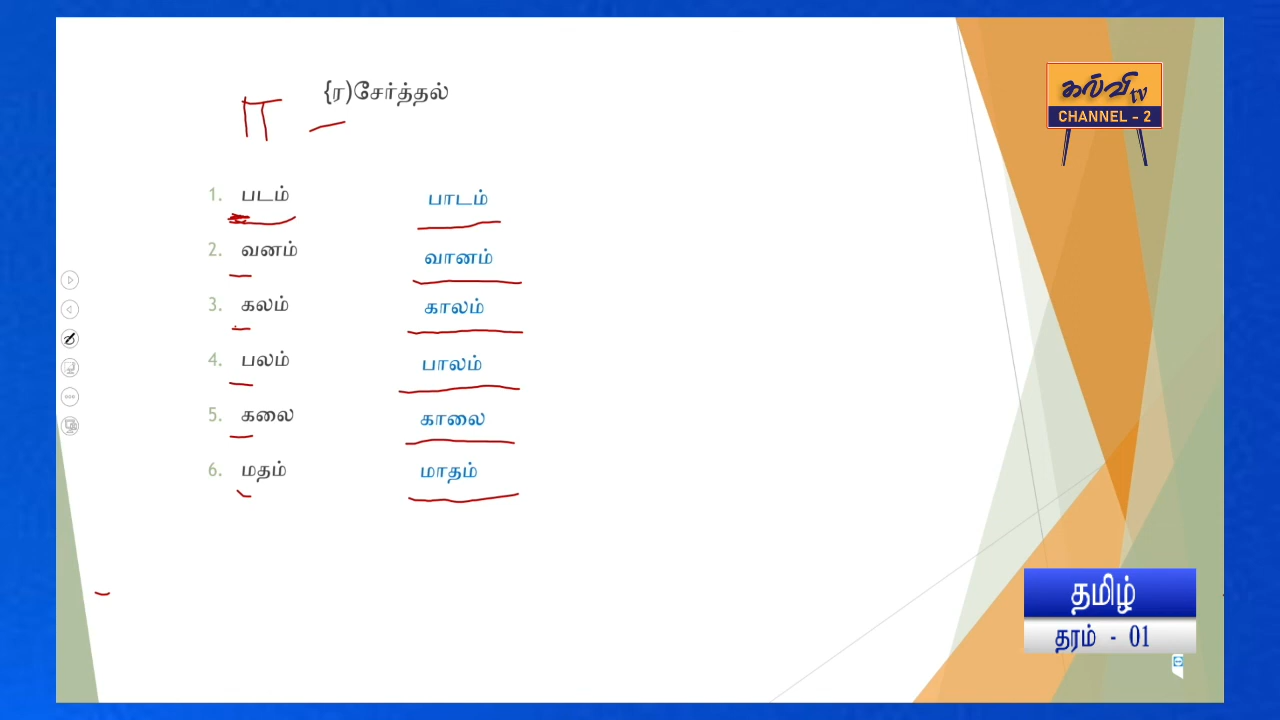 {ர)சேர்த்தல்
ா
1. படம் பாடம்
2. வனம் வானம்
3. கலம் காலம்
4. பலம் பாலம்
5. கலை காலை
6. மதம் மாதம்
கல்வி tv
CHANNEL - 2
தமிழ்
தரம் - 01